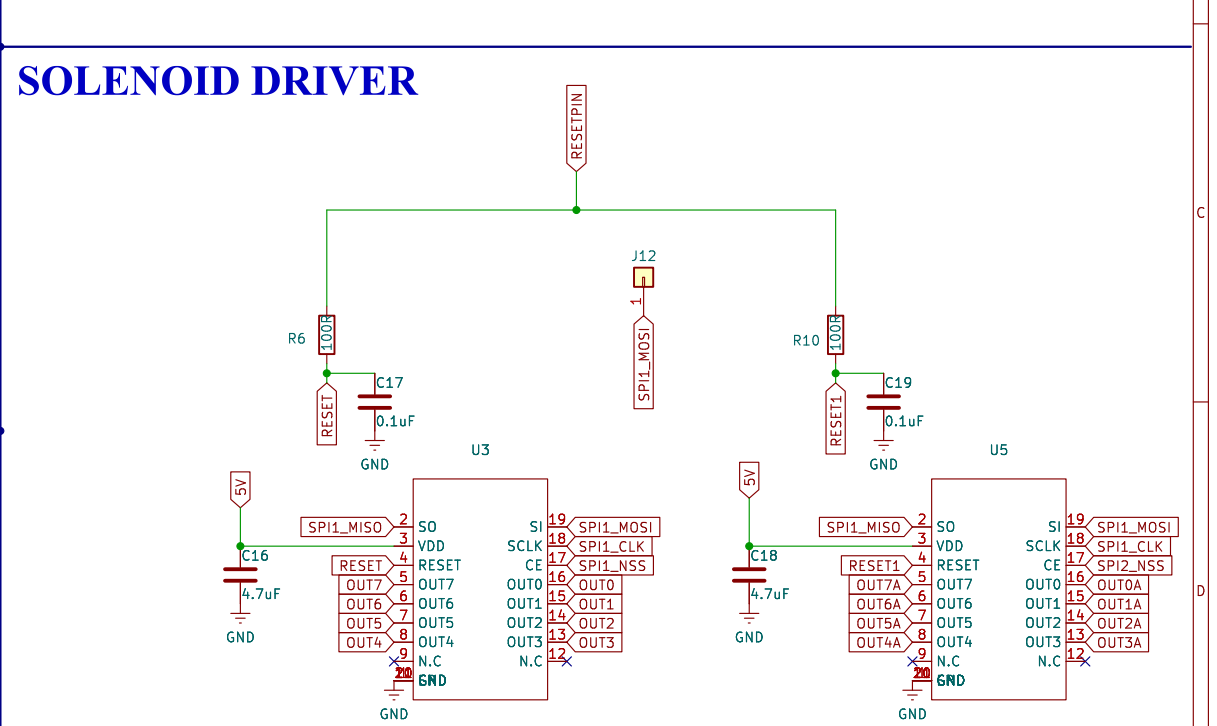 SOLENOID DRIVER
RESETPIN
C
J12
1
SPI1_MOSI
R6
100R
C17
0.1uF
GND
RESET
R10
100R
C19
0.1uF
GND
RESET1
U3
5V
C16
4.7uF
GND
SPI1_MISO 2 SO SI 19 SPI1_MOSI
3 VDD SCLK 18 SPI1_CLK
RESET 4 RESET CE 17 SPI1_NSS
OUT7 5 OUT7 OUT0 16 OUT0
OUT6 6 OUT6 OUT1 15 OUT1
OUT5 7 OUT5 OUT2 14 OUT2
OUT4 8 OUT4 OUT3 13 OUT3
9 N.C N.C 12
GND
U5
5V
C18
4.7uF
GND
SPI1_MISO 2 SO SI 19 SPI1_MOSI
3 VDD SCLK 18 SPI1_CLK
RESET1 4 RESET CE 17 SPI2_NSS
OUT7A 5 OUT7 OUT0 16 OUT0A
OUT6A 6 OUT6 OUT1 15 OUT1A
OUT5A 7 OUT5 OUT2 14 OUT2A
OUT4A 8 OUT4 OUT3 13 OUT3A
9 N.C N.C 12
GND
D